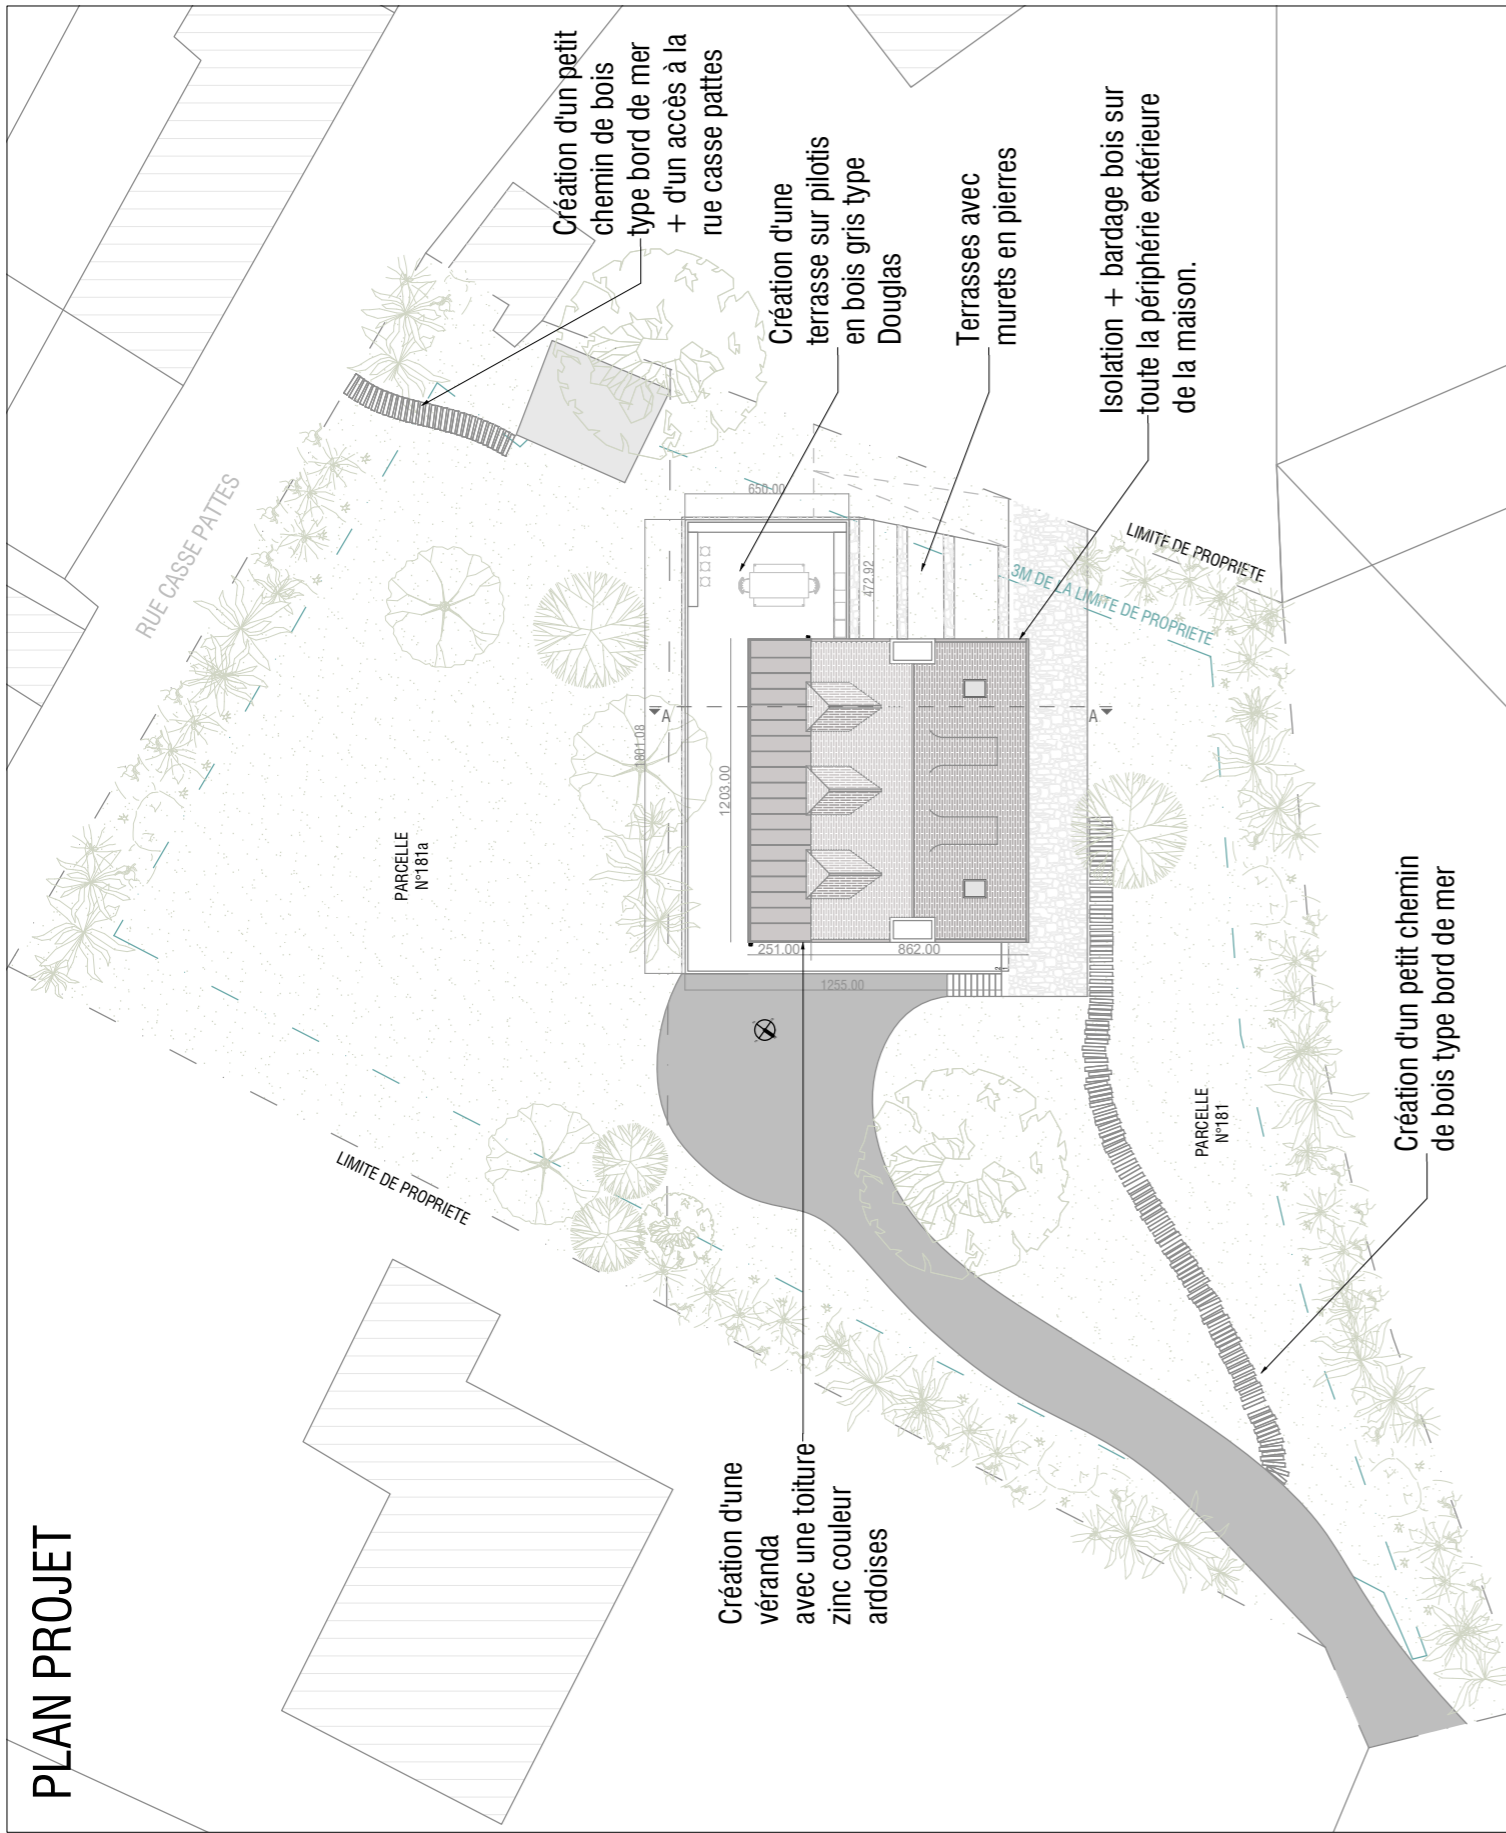 PLAN PROJET
RUE CASSE PATTES
Création d'un petit
chemin de bois
type bord de mer
+ d'un accès à la
rue casse pattes
Création d'une
terrasse sur pilotis
en bois gris type
Douglas
Terrasses avec
murets en pierres
Isolation + bardage bois sur
toute la périphérie extérieure
de la maison.
LIMITE DE PROPRIETE
3M DE LA LIMITE DE PROPRIETE
650.00
472.92
1801.08
1203.00
A
A
251.00
862.00
1255.00
PARCELLE
N°181a
PARCELLE
N°181
LIMITE DE PROPRIETE
Création d'une
véranda
avec une toiture
zinc couleur
ardoises
Création d'un petit chemin
de bois type bord de mer